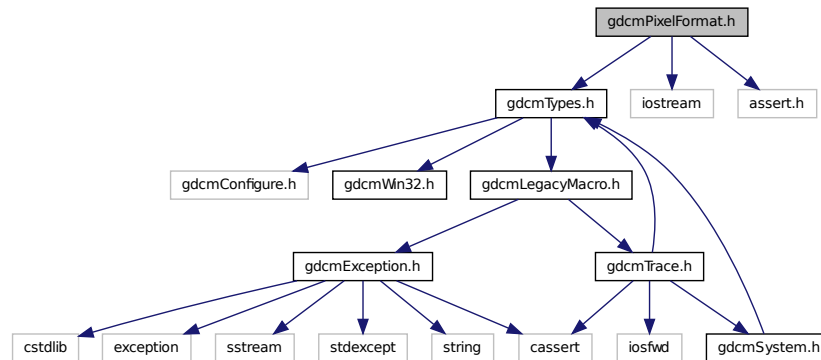 gdcmPixelFormat.h
gdcmTypes.h
iostream
assert.h
gdcmConfigure.h
gdcmWin32.h
gdcmLegacyMacro.h
gdcmException.h
gdcmTrace.h
cstdlib
exception
sstream
stdexcept
string
cassert
iosfwd
gdcmSystem.h